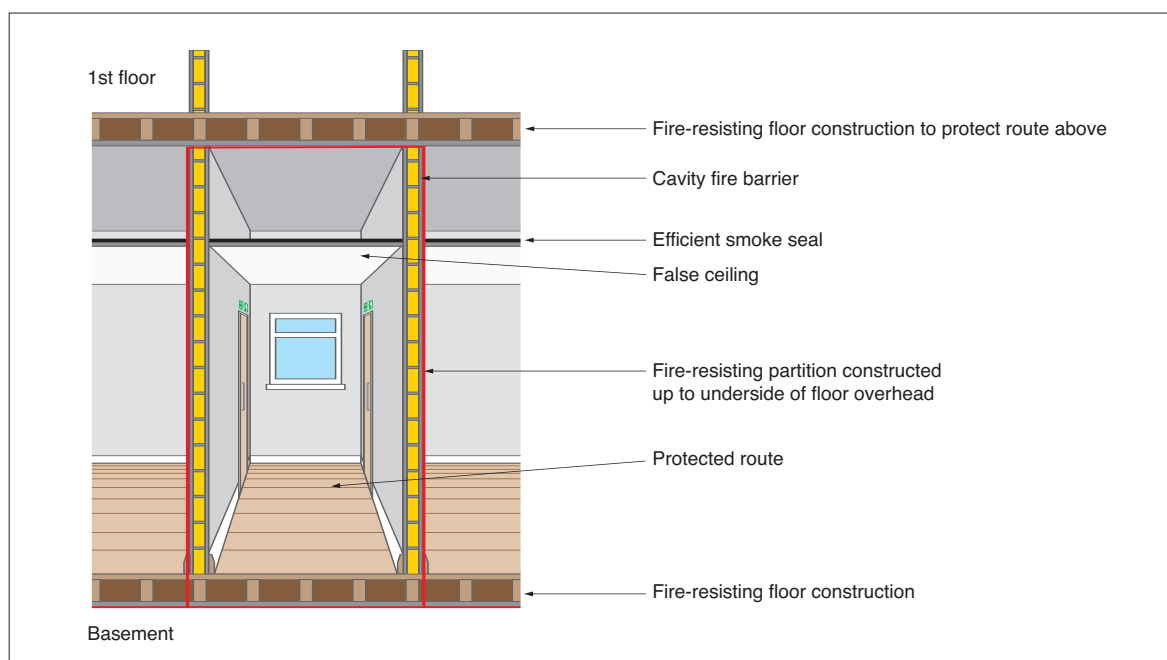 1st floor
Fire-resisting floor construction to protect route above
Cavity fire barrier
Efficient smoke seal
False ceiling
Fire-resisting partition constructed
up to underside of floor overhead
Protected route
Fire-resisting floor construction
Basement